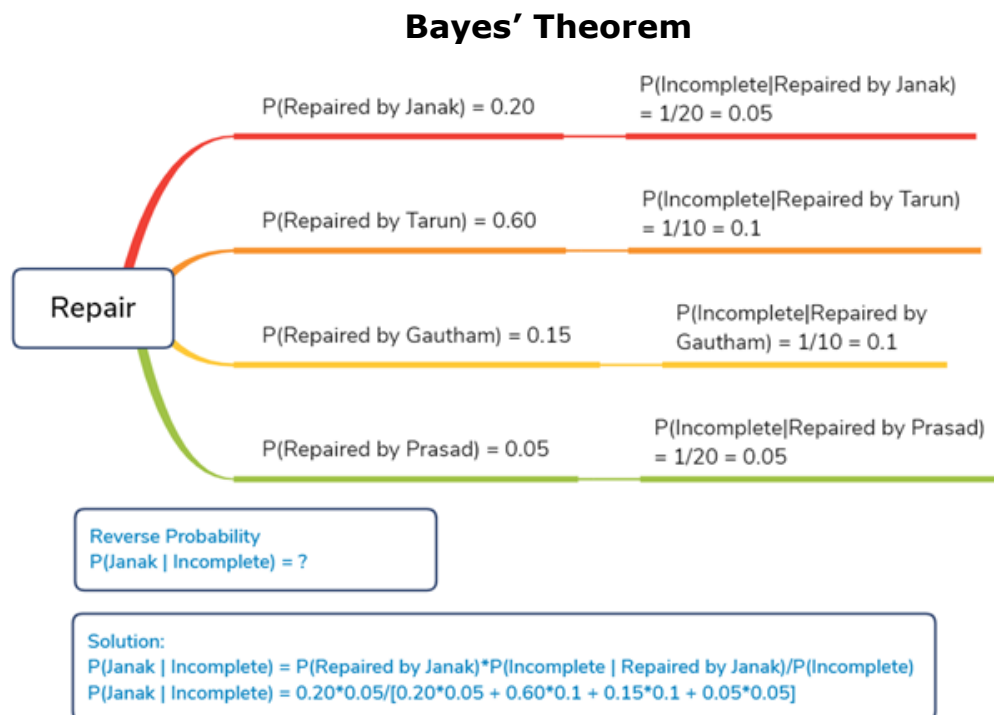 Bayes’ Theorem
P(Repaired by Janak) = 0.20
P(Incomplete|Repaired by Janak)
= 1/20 = 0.05
P(Repaired by Tarun) = 0.60
P(Incomplete|Repaired by Tarun)
= 1/10 = 0.1
Repair
P(Repaired by Gautham) = 0.15
P(Incomplete|Repaired by
Gautham) = 1/10 = 0.1
P(Repaired by Prasad) = 0.05
P(Incomplete|Repaired by Prasad)
= 1/20 = 0.05
Reverse Probability
P(Janak | Incomplete) = ?
Solution:
P(Janak | Incomplete) = P(Repaired by Janak)*P(Incomplete | Repaired by Janak)/P(Incomplete)
P(Janak | Incomplete) = 0.20*0.05/[0.20*0.05 + 0.60*0.1 + 0.15*0.1 + 0.05*0.05]